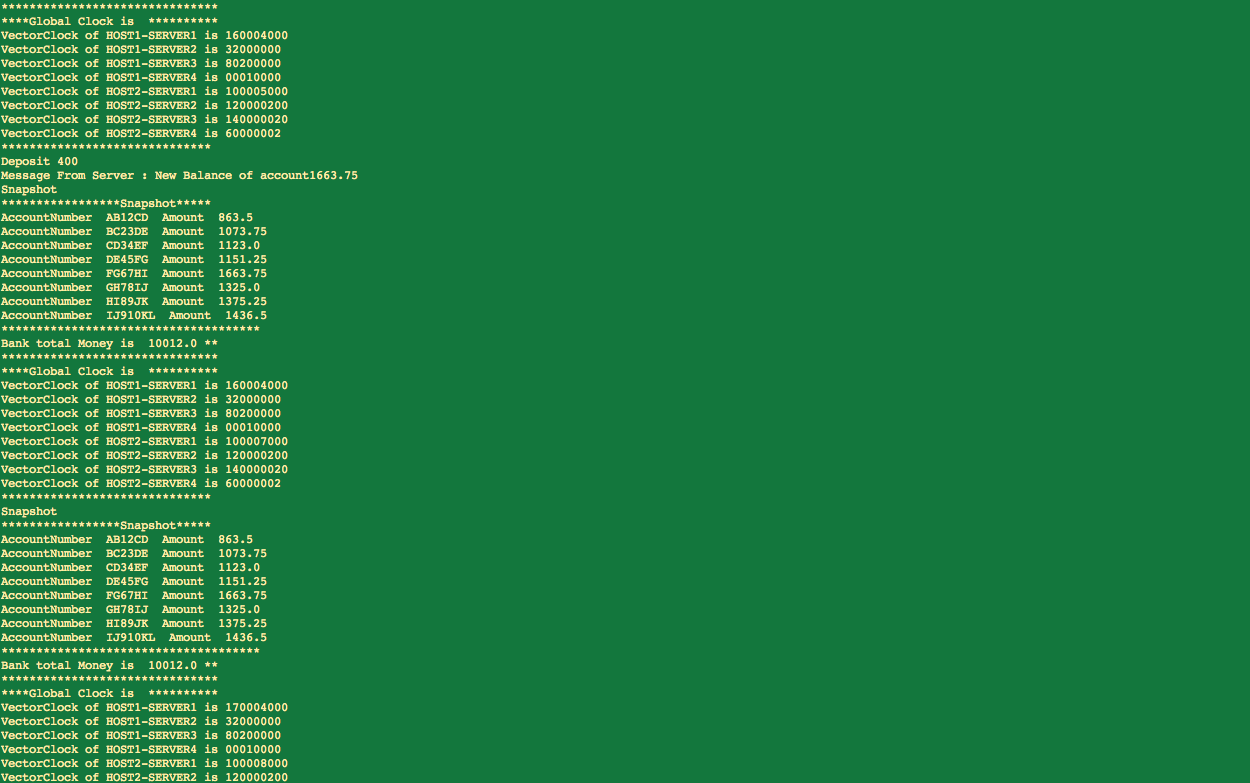 *******************************
****Global Clock is  **********
VectorClock of HOST1-SERVER1 is 160004000
VectorClock of HOST1-SERVER2 is 32000000
VectorClock of HOST1-SERVER3 is 80200000
VectorClock of HOST1-SERVER4 is 00010000
VectorClock of HOST2-SERVER1 is 100005000
VectorClock of HOST2-SERVER2 is 120000200
VectorClock of HOST2-SERVER3 is 140000020
VectorClock of HOST2-SERVER4 is 60000002
******************************
Deposit 400
Message From Server : New Balance of account1663.75
Snapshot
*****************Snapshot*****
AccountNumber  AB12CD  Amount  863.5
AccountNumber  BC23DE  Amount  1073.75
AccountNumber  CD34EF  Amount  1123.0
AccountNumber  DE45FG  Amount  1151.25
AccountNumber  FG67HI  Amount  1663.75
AccountNumber  GH78IJ  Amount  1325.0
AccountNumber  HI89JK  Amount  1375.25
AccountNumber  IJ910KL  Amount  1436.5
*************************************
Bank total Money is  10012.0 **
*******************************
****Global Clock is  **********
VectorClock of HOST1-SERVER1 is 160004000
VectorClock of HOST1-SERVER2 is 32000000
VectorClock of HOST1-SERVER3 is 80200000
VectorClock of HOST1-SERVER4 is 00010000
VectorClock of HOST2-SERVER1 is 100007000
VectorClock of HOST2-SERVER2 is 120000200
VectorClock of HOST2-SERVER3 is 140000020
VectorClock of HOST2-SERVER4 is 60000002
******************************
Snapshot
*****************Snapshot*****
AccountNumber  AB12CD  Amount  863.5
AccountNumber  BC23DE  Amount  1073.75
AccountNumber  CD34EF  Amount  1123.0
AccountNumber  DE45FG  Amount  1151.25
AccountNumber  FG67HI  Amount  1663.75
AccountNumber  GH78IJ  Amount  1325.0
AccountNumber  HI89JK  Amount  1375.25
AccountNumber  IJ910KL  Amount  1436.5
*************************************
Bank total Money is  10012.0 **
*******************************
****Global Clock is  **********
VectorClock of HOST1-SERVER1 is 170004000
VectorClock of HOST1-SERVER2 is 32000000
VectorClock of HOST1-SERVER3 is 80200000
VectorClock of HOST1-SERVER4 is 00010000
VectorClock of HOST2-SERVER1 is 100008000
VectorClock of HOST2-SERVER2 is 120000200